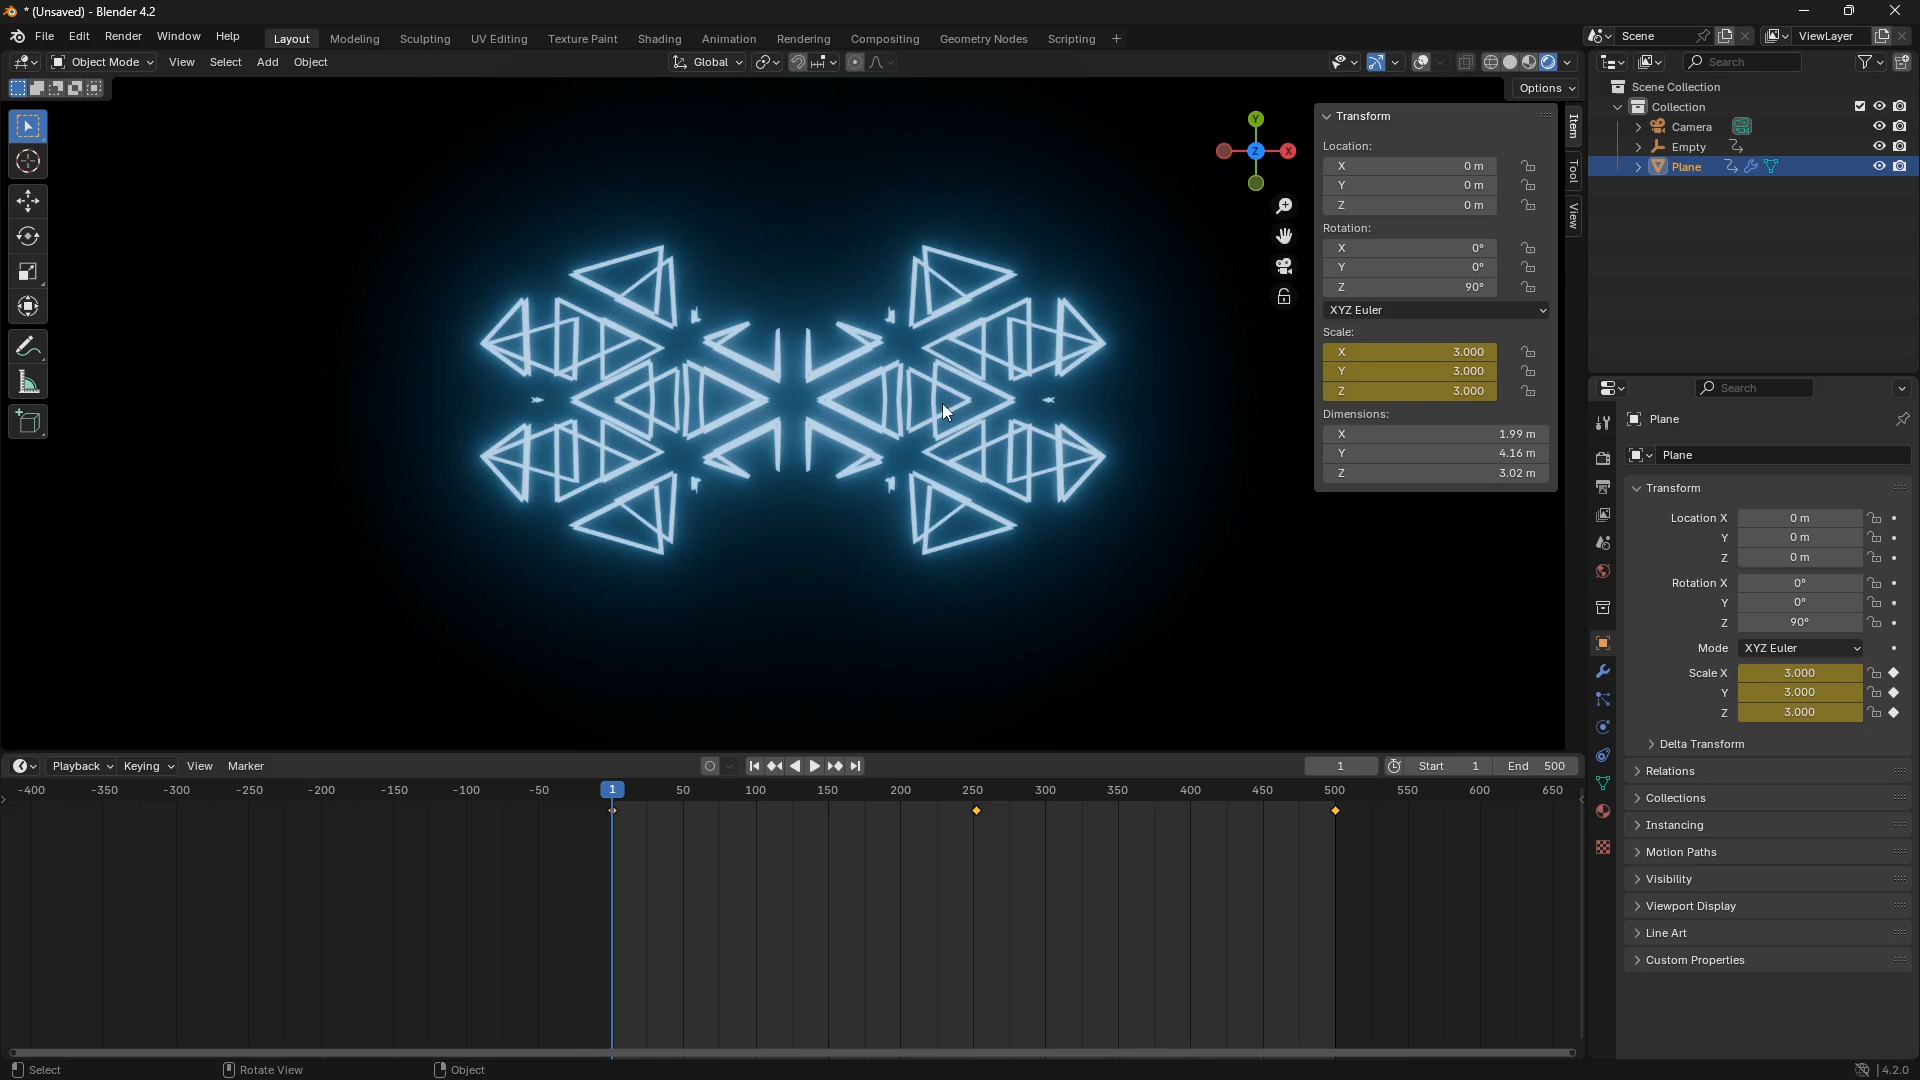 * (Unsaved) - Blender 4.2
File Edit Render Window Help Layout Modeling Sculpting UV Editing Texture Paint Shading Animation Rendering Compositing Geometry Nodes Scripting + Scene ViewLayer
Object Mode View Select Add Object Global Search
Options
Scene Collection
Collection
Camera
Empty
Plane
Y
Z X
Item
Tool
View
Transform
Location:
X 0 m
Y 0 m
Z 0 m
Rotation:
X 0°
Y 0°
Z 90°
XYZ Euler
Scale:
X 3.000
Y 3.000
Z 3.000
Dimensions:
X 1.99 m
Y 4.16 m
Z 3.02 m
Search
Plane
Plane
Transform
Location X 0 m
Y 0 m
Z 0 m
Rotation X 0°
Y 0°
Z 90°
Mode XYZ Euler
Scale X 3.000
Y 3.000
Z 3.000
Delta Transform
Relations
Collections
Instancing
Motion Paths
Visibility
Viewport Display
Line Art
Custom Properties
Playback Keying View Marker 1 Start 1 End 500
-400 -350 -300 -250 -200 -150 -100 -50 1 50 100 150 200 250 300 350 400 450 500 550 600 650
Select Rotate View Object 4.2.0